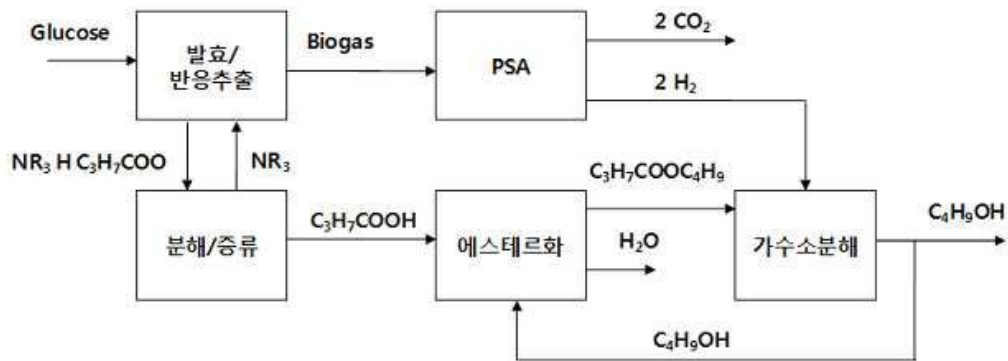 Glucose
발효/
반응추출
Biogas
PSA
2 CO₂
2 H₂
NR₃ H C₃H₇COO
NR₃
분해/증류
C₃H₇COOH
에스테르화
C₃H₇COOC₄H₉
H₂O
가수소분해
C₄H₉OH
C₄H₉OH